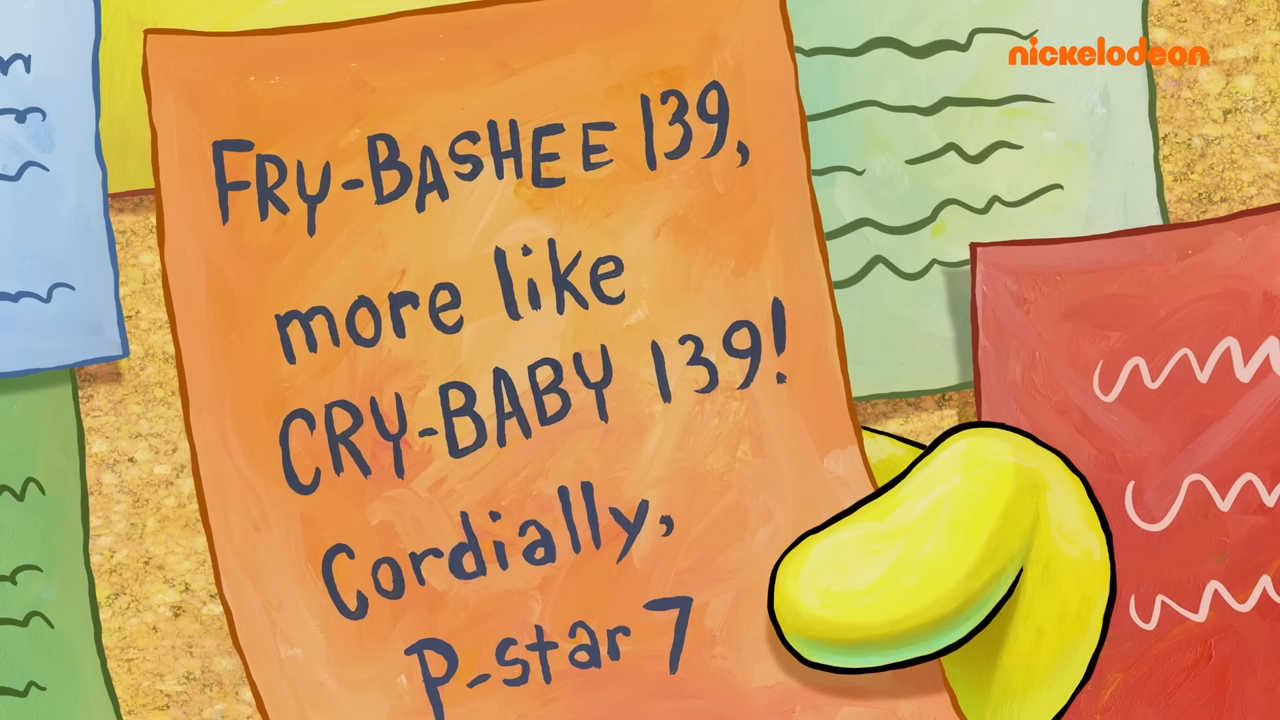 nickelodeon
FRY-BASHEE 139,
more like
CRY-BABY 139!
Cordially,
P-star 7